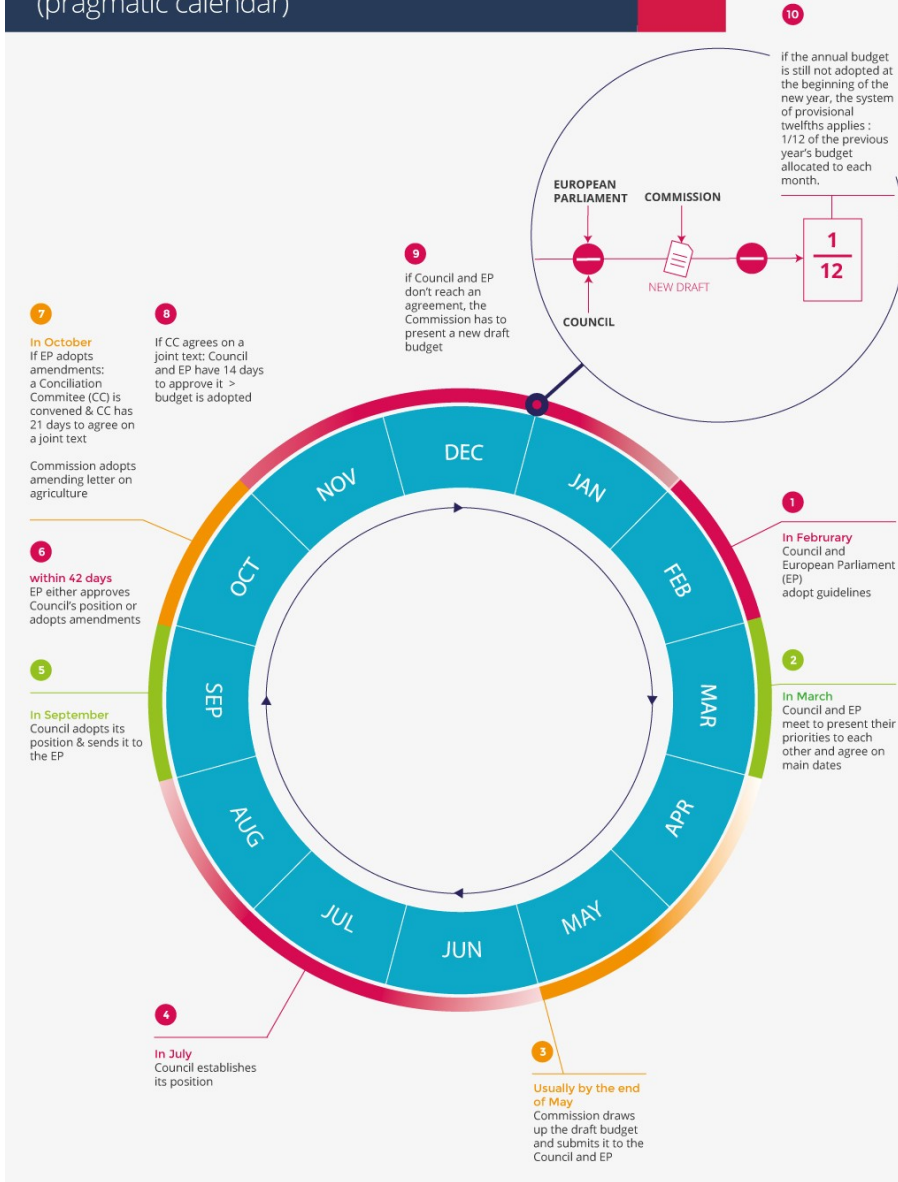 (pragmatic calendar)
10
if the annual budget
is still not adopted at
the beginning of the
new year, the system
of provisional
twelfths applies :
1/12 of the previous
year's budget
allocated to each
month.
EUROPEAN
PARLIAMENT
COMMISSION
1
12
NEW DRAFT
COUNCIL
9
if Council and EP
don't reach an
agreement, the
Commission has to
present a new draft
budget
7
In October
If EP adopts
amendments:
a Conciliation
Commitee (CC) is
convened & CC has
21 days to agree on
a joint text
Commission adopts
amending letter on
agriculture
8
If CC agrees on a
joint text: Council
and EP have 14 days
to approve it >
budget is adopted
6
within 42 days
EP either approves
Council's position or
adopts amendments
5
In September
Council adopts its
position & sends it to
the EP
DEC
JAN
FEB
MAR
APR
MAY
JUN
JUL
AUG
SEP
OCT
NOV
1
In Februrary
Council and
European Parliament
(EP)
adopt guidelines
2
In March
Council and EP
meet to present their
priorities to each
other and agree on
main dates
4
In July
Council establishes
its position
3
Usually by the end
of May
Commission draws
up the draft budget
and submits it to the
Council and EP